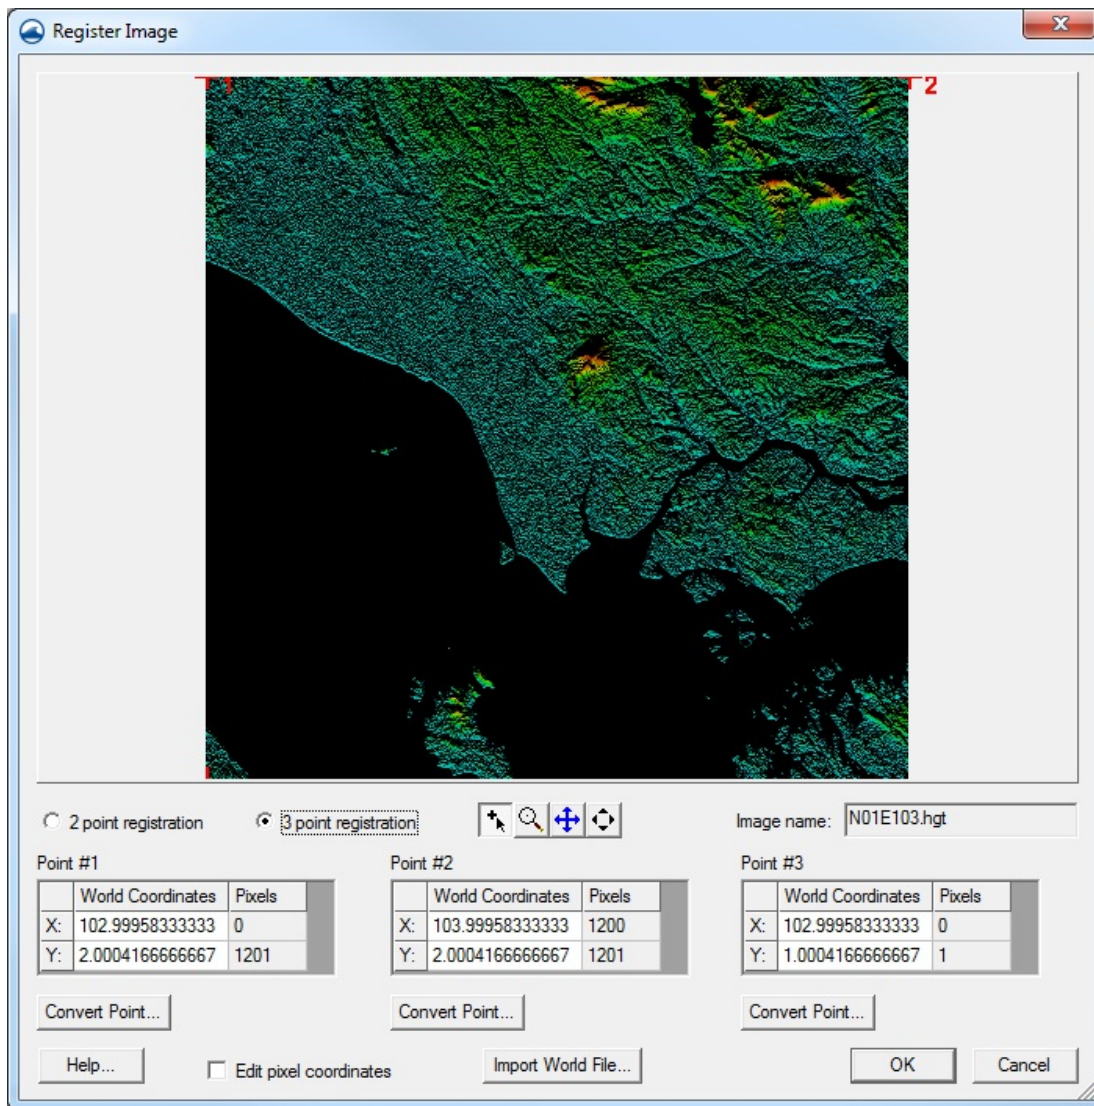 Register Image
1
2
2 point registration
3 point registration
Image name: N01E103.hgt
Point #1
Point #2
Point #3
World Coordinates Pixels
X: 102.99958333333 0
Y: 2.0004166666667 1201
World Coordinates Pixels
X: 103.99958333333 1200
Y: 2.0004166666667 1201
World Coordinates Pixels
X: 102.99958333333 0
Y: 1.0004166666667 1
Convert Point...
Convert Point...
Convert Point...
Help...
Edit pixel coordinates
Import World File...
OK
Cancel